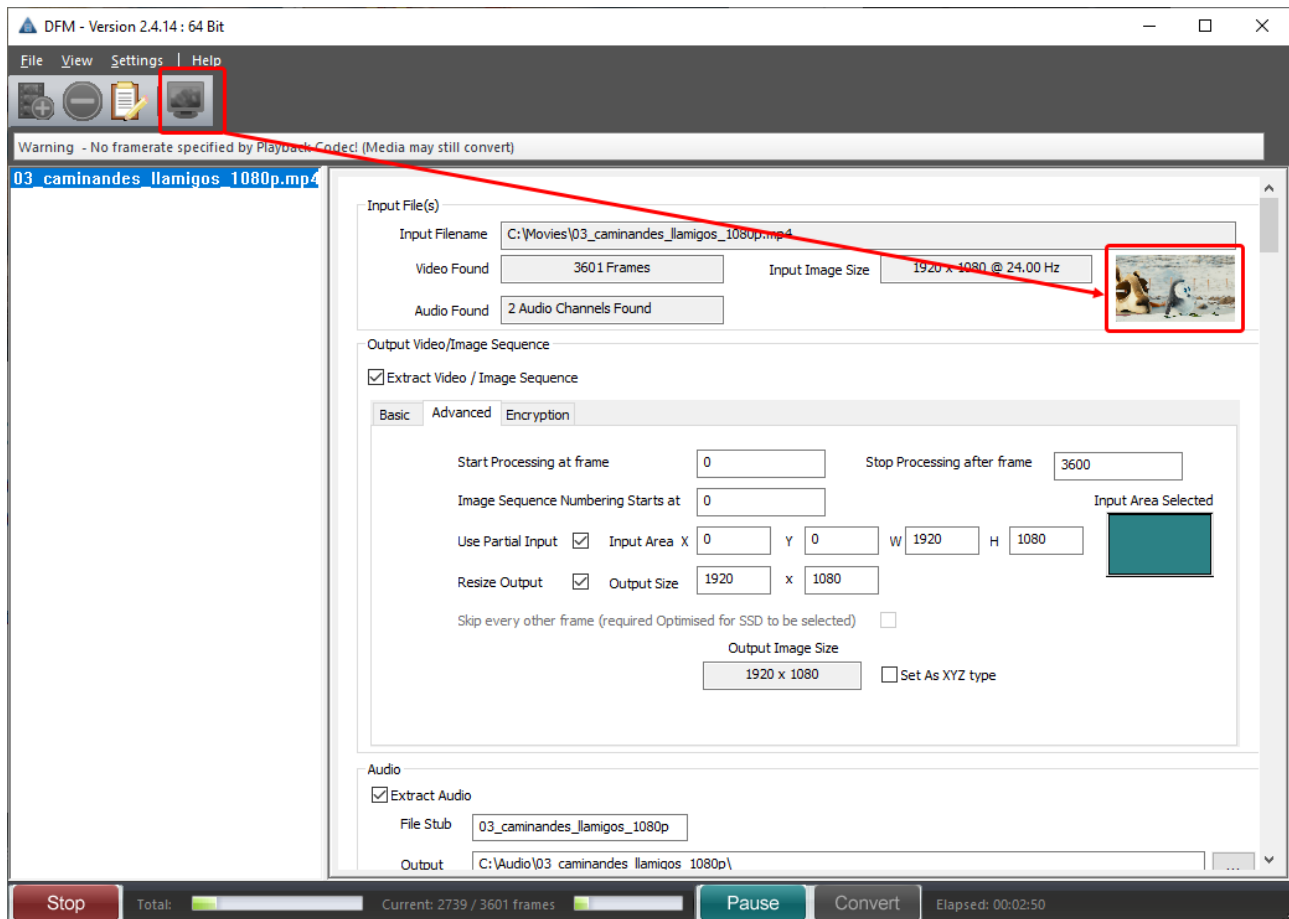 DFM - Version 2.4.14 : 64 Bit
File View Settings | Help
Warning - No framerate specified by Playback Codec! (Media may still convert)
03_caminandes_llamigos_1080p.mp4
Input File(s)
Input Filename C:\Movies\03_caminandes_llamigos_1080p.mp4
Video Found 3601 Frames Input Image Size 1920 x 1080 @ 24.00 Hz
Audio Found 2 Audio Channels Found
Output Video/Image Sequence
Extract Video / Image Sequence
Basic Advanced Encryption
Start Processing at frame 0 Stop Processing after frame 3600
Image Sequence Numbering Starts at 0 Input Area Selected
Use Partial Input Input Area X 0 Y 0 W 1920 H 1080
Resize Output Output Size 1920 x 1080
Skip every other frame (required Optimised for SSD to be selected)
Output Image Size
1920 x 1080 Set As XYZ type
Audio
Extract Audio
File Stub 03_caminandes_llamigos_1080p
Output C:\Audio\03_caminandes_llamigos_1080p\ ...
Stop Total: Current: 2739 / 3601 frames Pause Convert Elapsed: 00:02:50